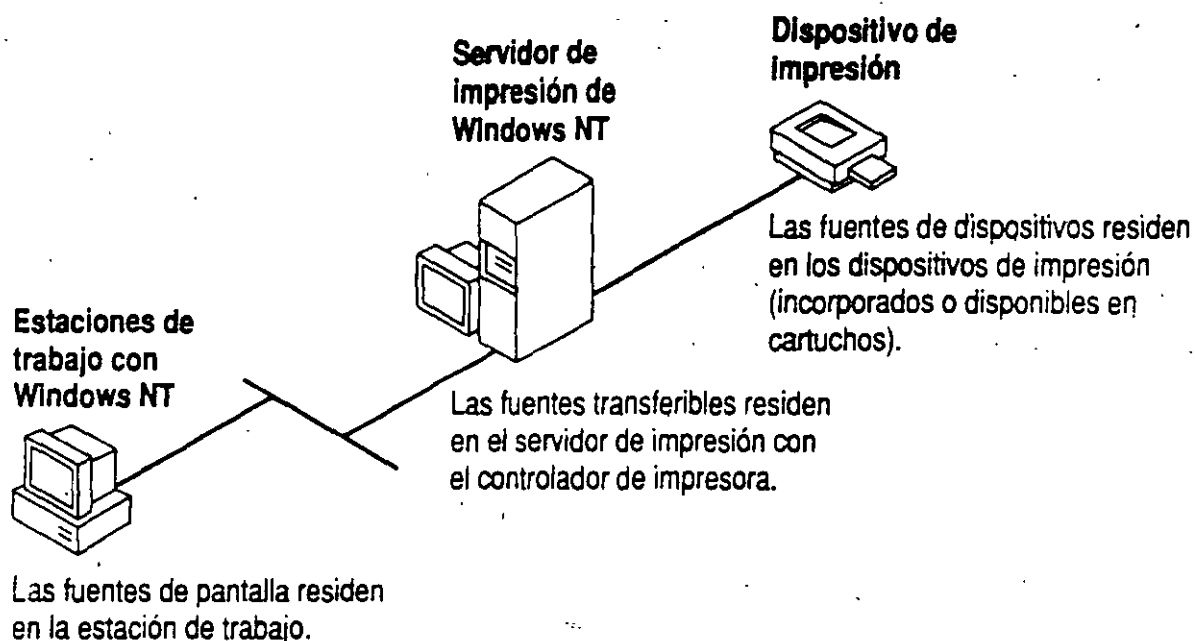 Dispositivo de
impresión
Servidor de
impresión de
Windows NT
Las fuentes de dispositivos residen
en los dispositivos de impresión
(incorporados o disponibles en
cartuchos).
Estaciones de
trabajo con
Windows NT
Las fuentes transferibles residen
en el servidor de impresión con
el controlador de impresora.
Las fuentes de pantalla residen
en la estación de trabajo.